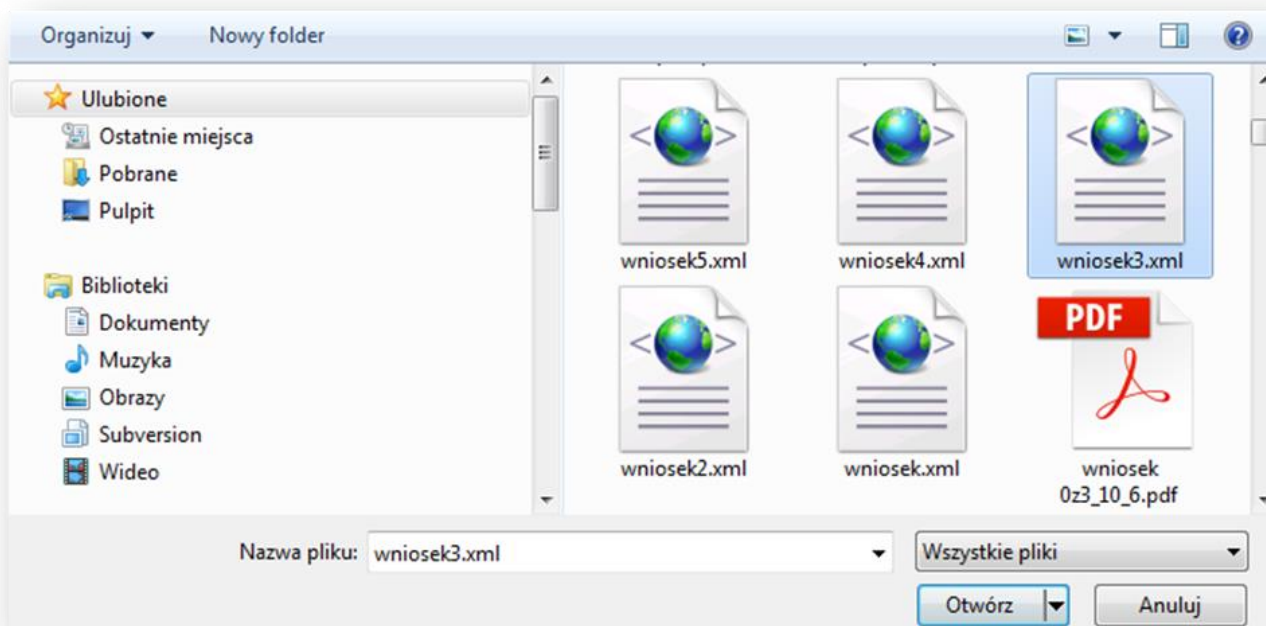 Organizuj Nowy folder
Ulubione
Ostatnie miejsca
Pobrane
Pulpit
Biblioteki
Dokumenty
Muzyka
Obrazy
Subversion
Wideo
wniosek5.xml wniosek4.xml wniosek3.xml
PDF
wniosek2.xml wniosek.xml wniosek
0z3_10_6.pdf
Nazwa pliku: wniosek3.xml Wszystkie pliki
Otwórz Anuluj